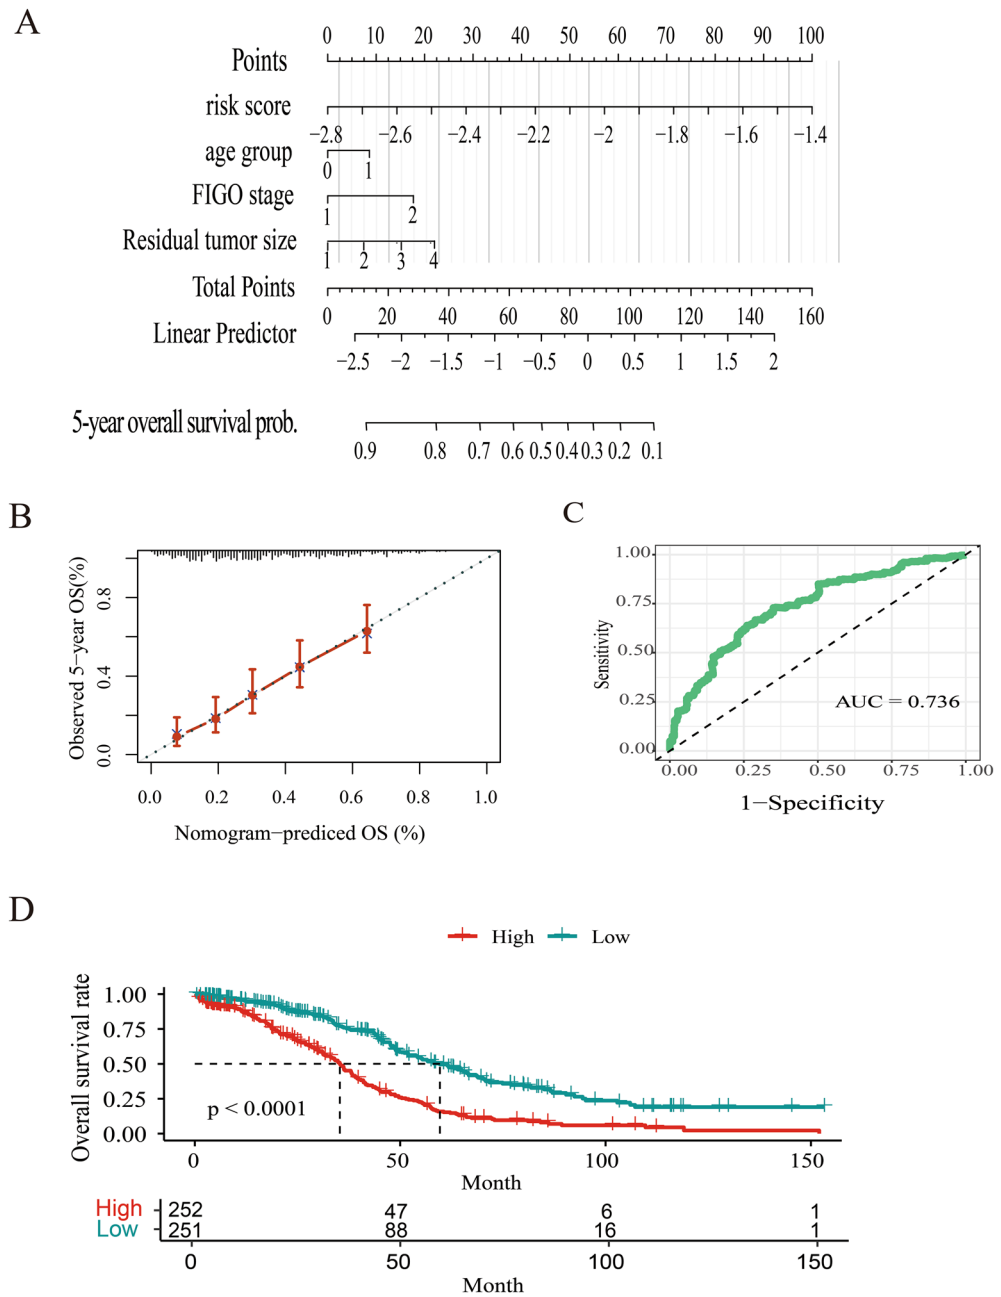 A
0 10 20 30 40 50 60 70 80 90 100
Points
risk score
−2.8 −2.6 −2.4 −2.2 −2 −1.8 −1.6 −1.4
age group
0 1
FIGO stage
1 2
Residual tumor size
1 2 3 4
Total Points
0 20 40 60 80 100 120 140 160
Linear Predictor
−2.5 −2 −1.5 −1 −0.5 0 0.5 1 1.5 2
5-year overall survival prob.
0.9 0.8 0.7 0.6 0.5 0.4 0.3 0.2 0.1
B
Observed 5−year OS(%)
0.8
0.4
0.0
0.0 0.2 0.4 0.6 0.8 1.0
Nomogram−prediced OS (%)
C
Sensitivity
1.00
0.75
0.50
0.25
0.00
AUC = 0.736
0.00 0.25 0.50 0.75 1.00
1−Specificity
D
High Low
Overall survival rate
1.00
0.75
0.50
0.25
0.00
p < 0.0001
0 50 100 150
Month
High 252 47 6 1
Low 251 88 16 1
0 50 100 150
Month